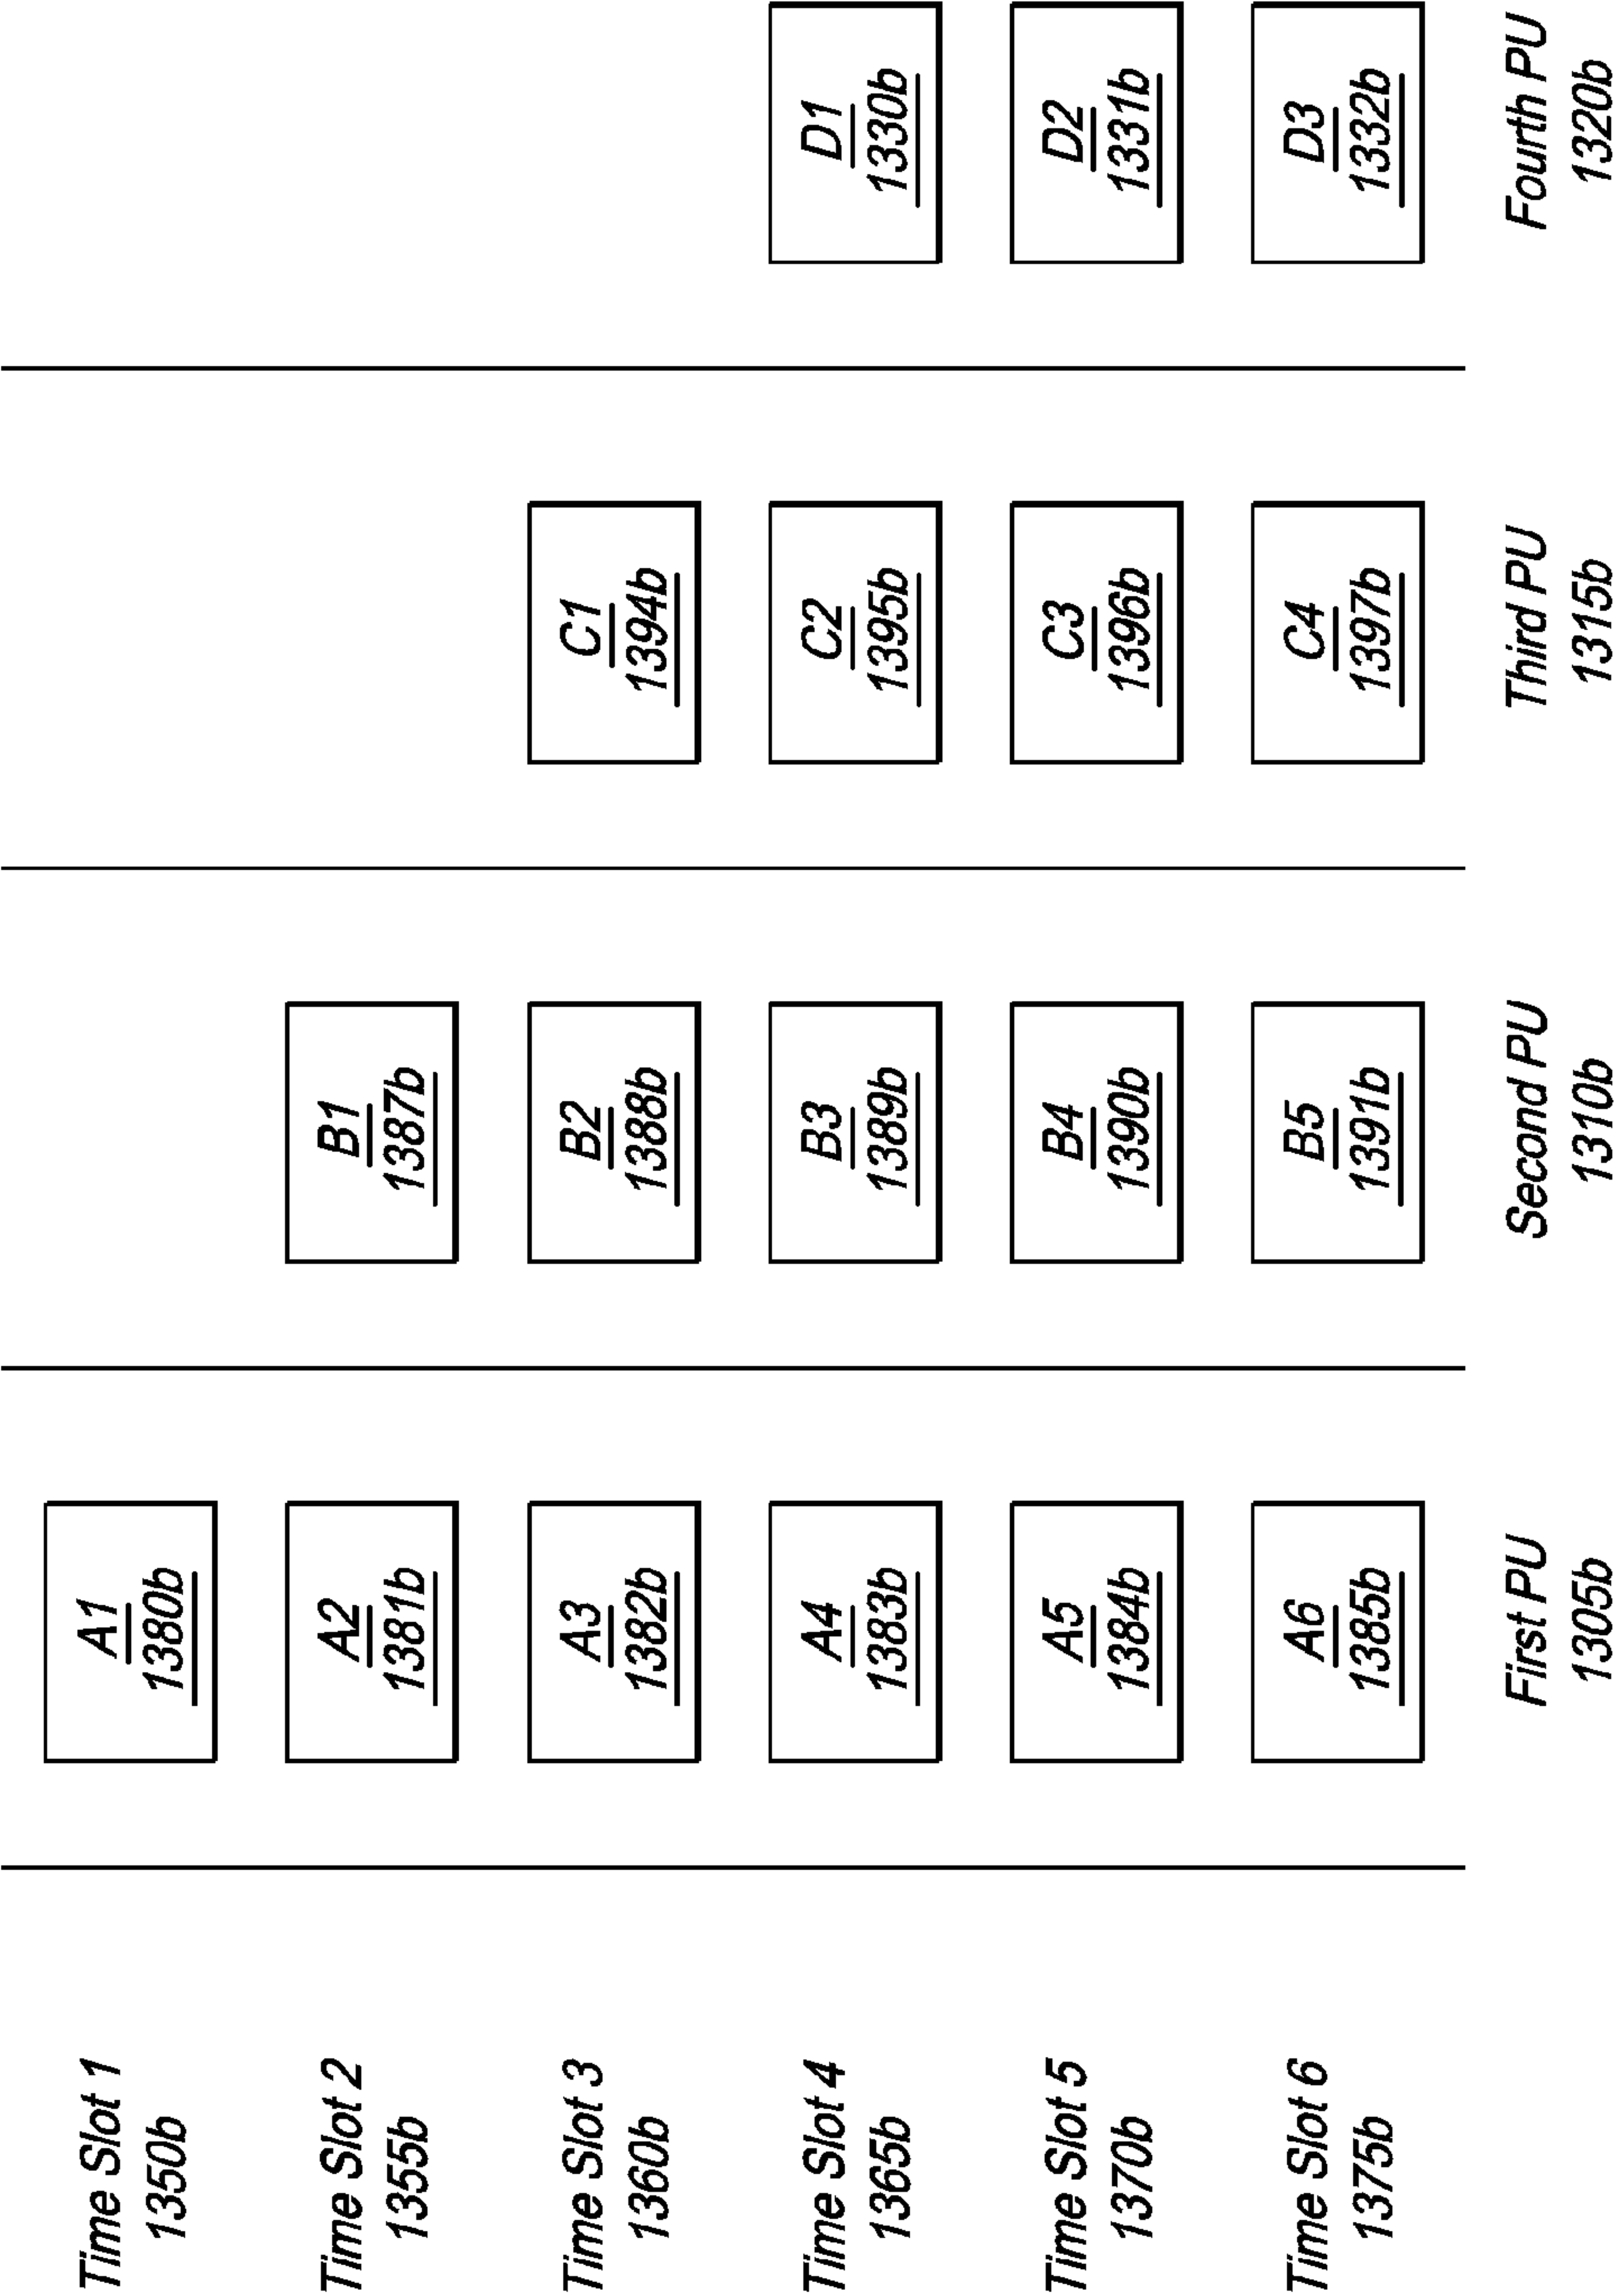 Time Slot 1
1350b
A1
1380b
Time Slot 2
1355b
A2
1381b
B1
1387b
Time Slot 3
1360b
A3
1382b
B2
1388b
C1
1394b
Time Slot 4
1365b
A4
1383b
B3
1389b
C2
1395b
D1
1330b
Time Slot 5
1370b
A5
1384b
B4
1390b
C3
1396b
D2
1331b
Time Slot 6
1375b
A6
1385b
B5
1391b
C4
1397b
D3
1332b
First PU
1305b
Second PU
1310b
Third PU
1315b
Fourth PU
1320b